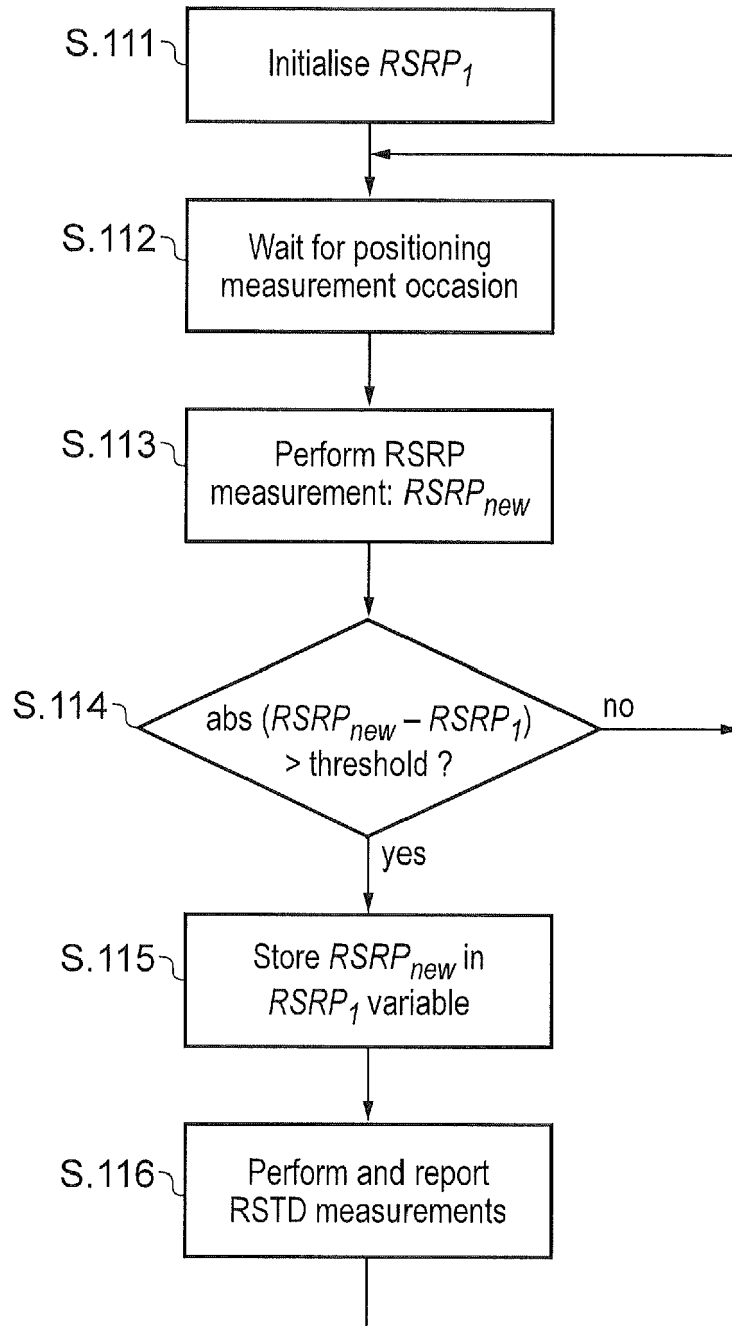 S.111
Initialise RSRP₁
S.112
Wait for positioning
measurement occasion
S.113
Perform RSRP
measurement: RSRPnew
S.114
abs (RSRPnew – RSRP₁)
> threshold ?
no
yes
S.115
Store RSRPnew in
RSRP₁ variable
S.116
Perform and report
RSTD measurements